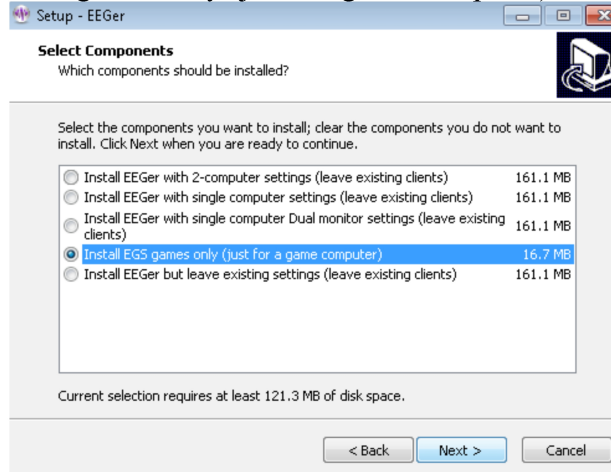 Setup - EEGer
Select Components
Which components should be installed?
Select the components you want to install; clear the components you do not want to
install. Click Next when you are ready to continue.
Install EEGer with 2-computer settings (leave existing clients) 161.1 MB
Install EEGer with single computer settings (leave existing clients) 161.1 MB
Install EEGer with single computer Dual monitor settings (leave existing
clients) 161.1 MB
Install EGS games only (just for a game computer) 16.7 MB
Install EEGer but leave existing settings (leave existing clients) 161.1 MB
Current selection requires at least 121.3 MB of disk space.
< Back Next > Cancel